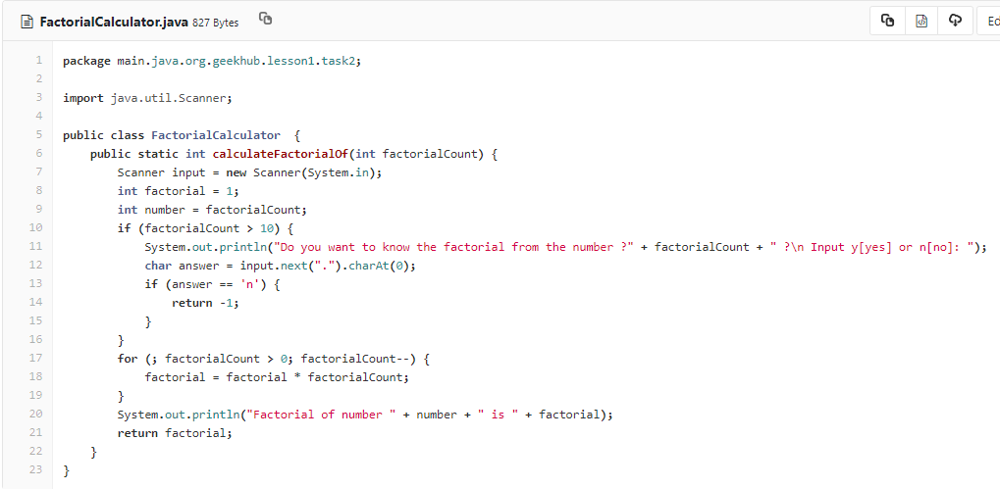 FactorialCalculator.java 827 Bytes
Ed
1 package main.java.org.geekhub.lesson1.task2;
2
3 import java.util.Scanner;
4
5 public class FactorialCalculator  {
6     public static int calculateFactorialOf(int factorialCount) {
7         Scanner input = new Scanner(System.in);
8         int factorial = 1;
9         int number = factorialCount;
10         if (factorialCount > 10) {
11             System.out.println("Do you want to know the factorial from the number ?" + factorialCount + " ?\n Input y[yes] or n[no]: ");
12             char answer = input.next(".").charAt(0);
13             if (answer == 'n') {
14                 return -1;
15             }
16         }
17         for (; factorialCount > 0; factorialCount--) {
18             factorial = factorial * factorialCount;
19         }
20         System.out.println("Factorial of number " + number + " is " + factorial);
21         return factorial;
22     }
23 }